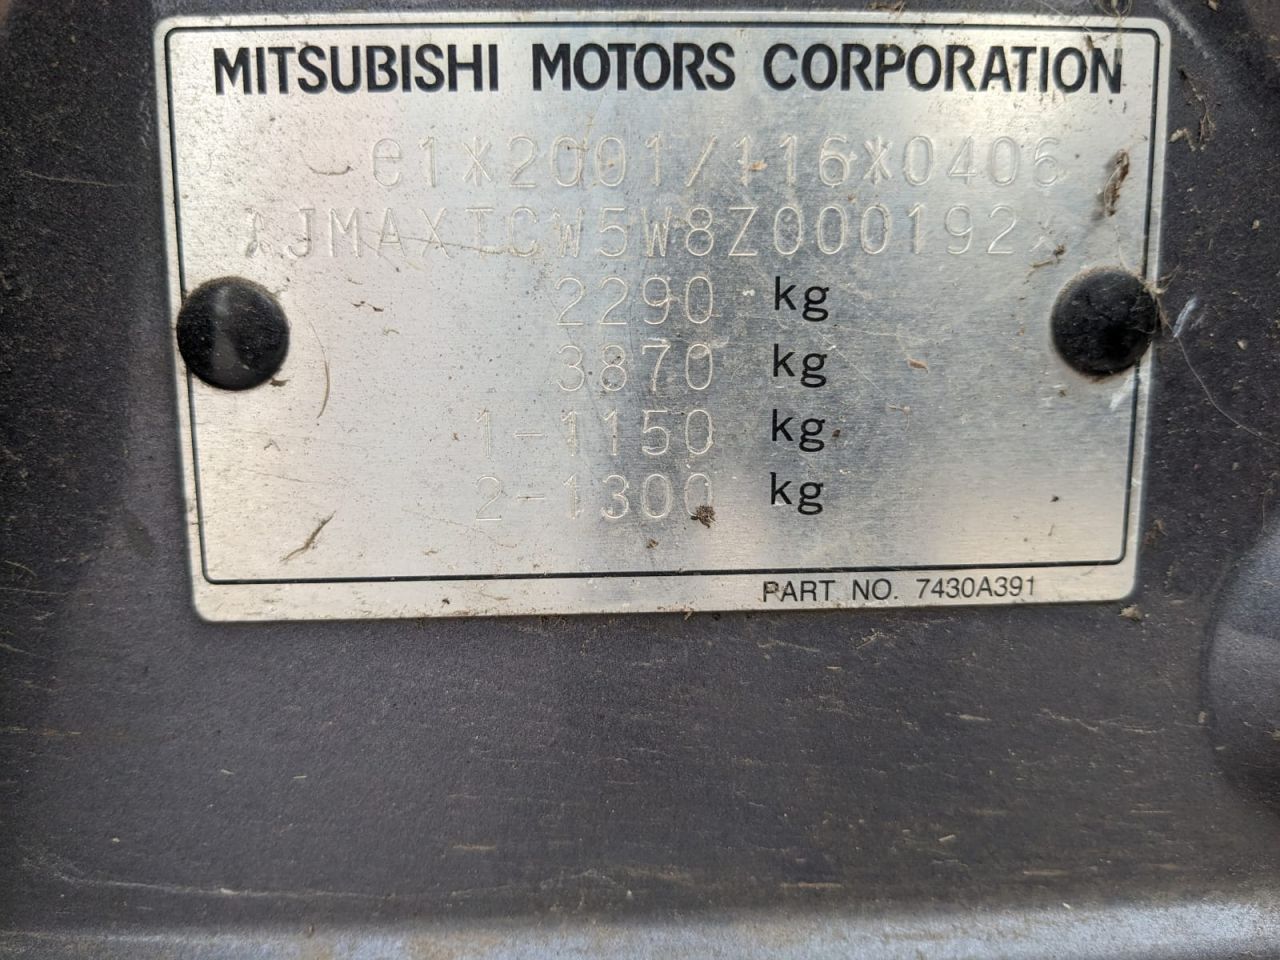 MITSUBISHI MOTORS CORPORATION
e1*2001/116*0406
*JMAXTCW5W8Z000192*
2290 kg
3870 kg
1-1150 kg
2-1300 kg
PART NO. 7430A391